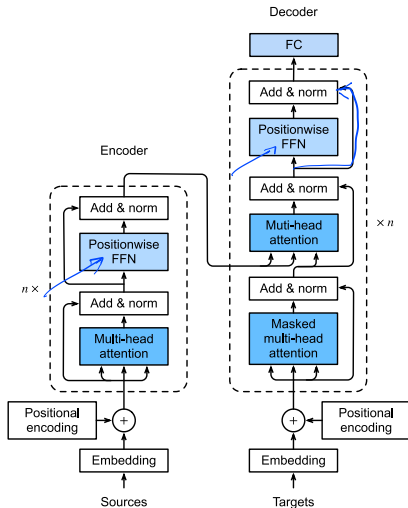 Decoder
FC
Add & norm
Positionwise
FFN
Add & norm
Muti-head
attention
× n
Add & norm
Masked
multi-head
attention
Positional
encoding
Embedding
Targets
Encoder
Add & norm
Positionwise
FFN
n ×
Add & norm
Multi-head
attention
Positional
encoding
+
+
Embedding
Sources